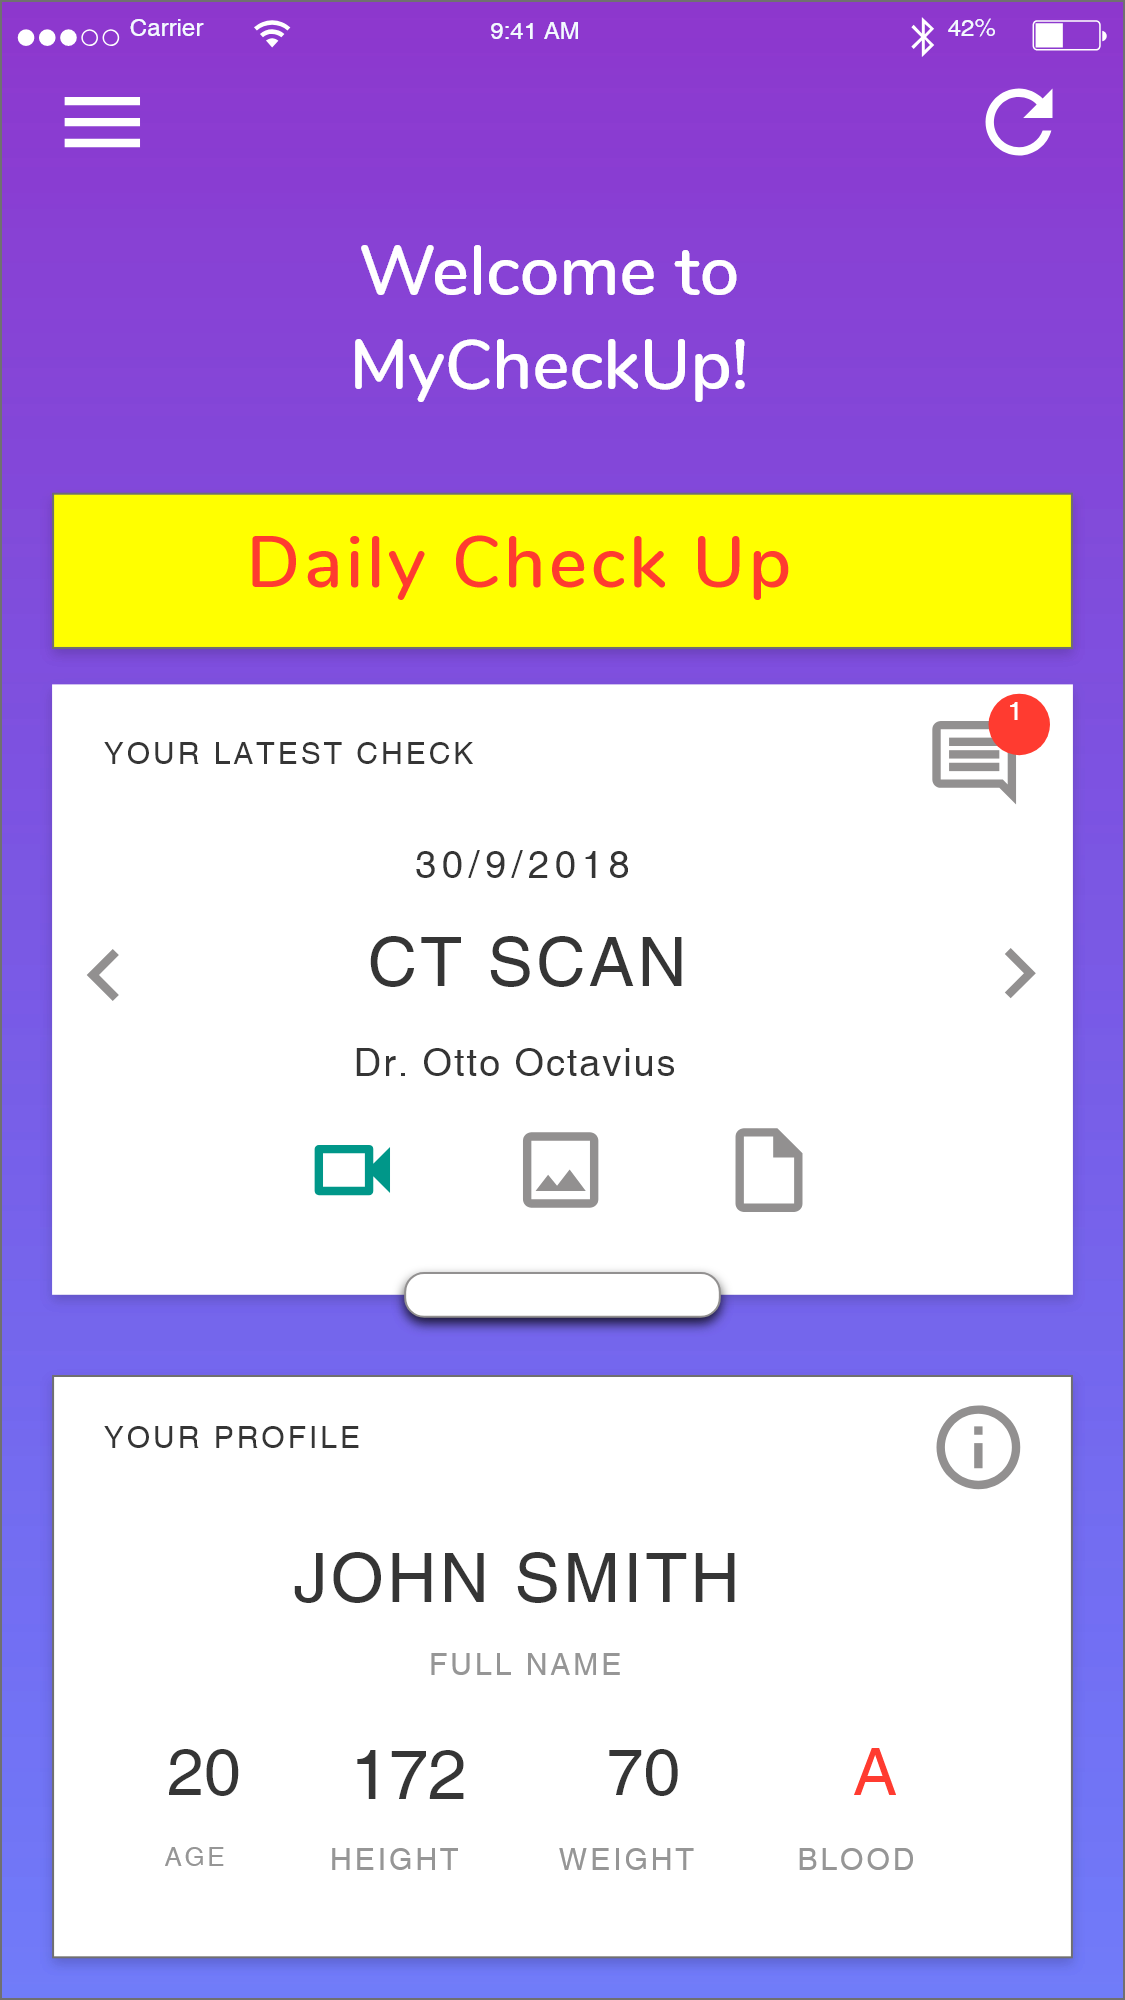 Carrier 9:41 AM 42%
Welcome to
MyCheckUp!
Daily Check Up
YOUR LATEST CHECK
1
30/9/2018
CT SCAN
Dr. Otto Octavius
YOUR PROFILE
JOHN SMITH
FULL NAME
20 172 70 A
AGE HEIGHT WEIGHT BLOOD